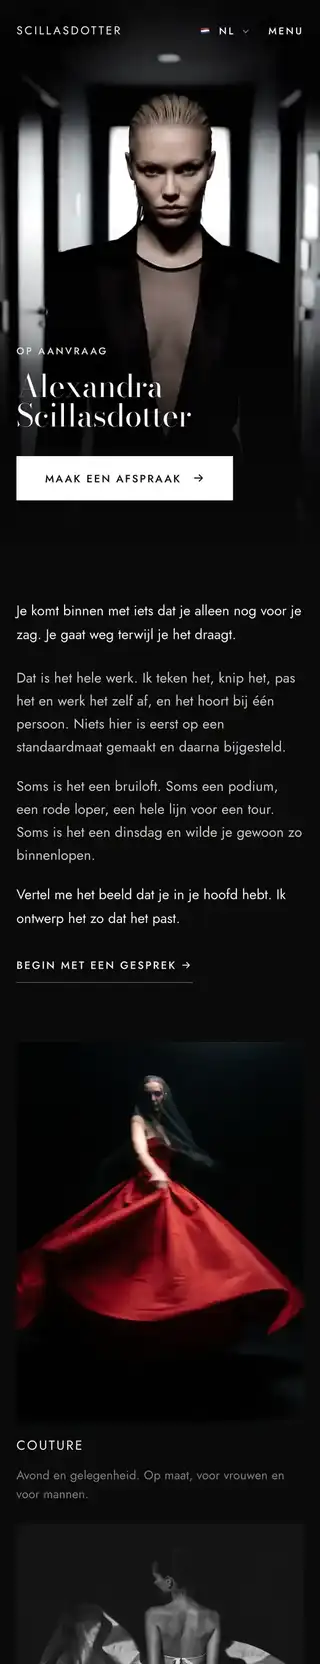 SCILLASDOTTER
NL
MENU
OP AANVRAAG
Alexandra
Scillasdotter
MAAK EEN AFSPRAAK →
Je komt binnen met iets dat je alleen nog voor je
zag. Je gaat weg terwijl je het draagt.
Dat is het hele werk. Ik teken het, knip het, pas
het en werk het zelf af, en het hoort bij één
persoon. Niets hier is eerst op een
standaardmaat gemaakt en daarna bijgesteld.
Soms is het een bruiloft. Soms een podium,
een rode loper, een hele lijn voor een tour.
Soms is het een dinsdag en wilde je gewoon zo
binnenlopen.
Vertel me het beeld dat je in je hoofd hebt. Ik
ontwerp het zo dat het past.
BEGIN MET EEN GESPREK →
COUTURE
Avond en gelegenheid. Op maat, voor vrouwen en
voor mannen.